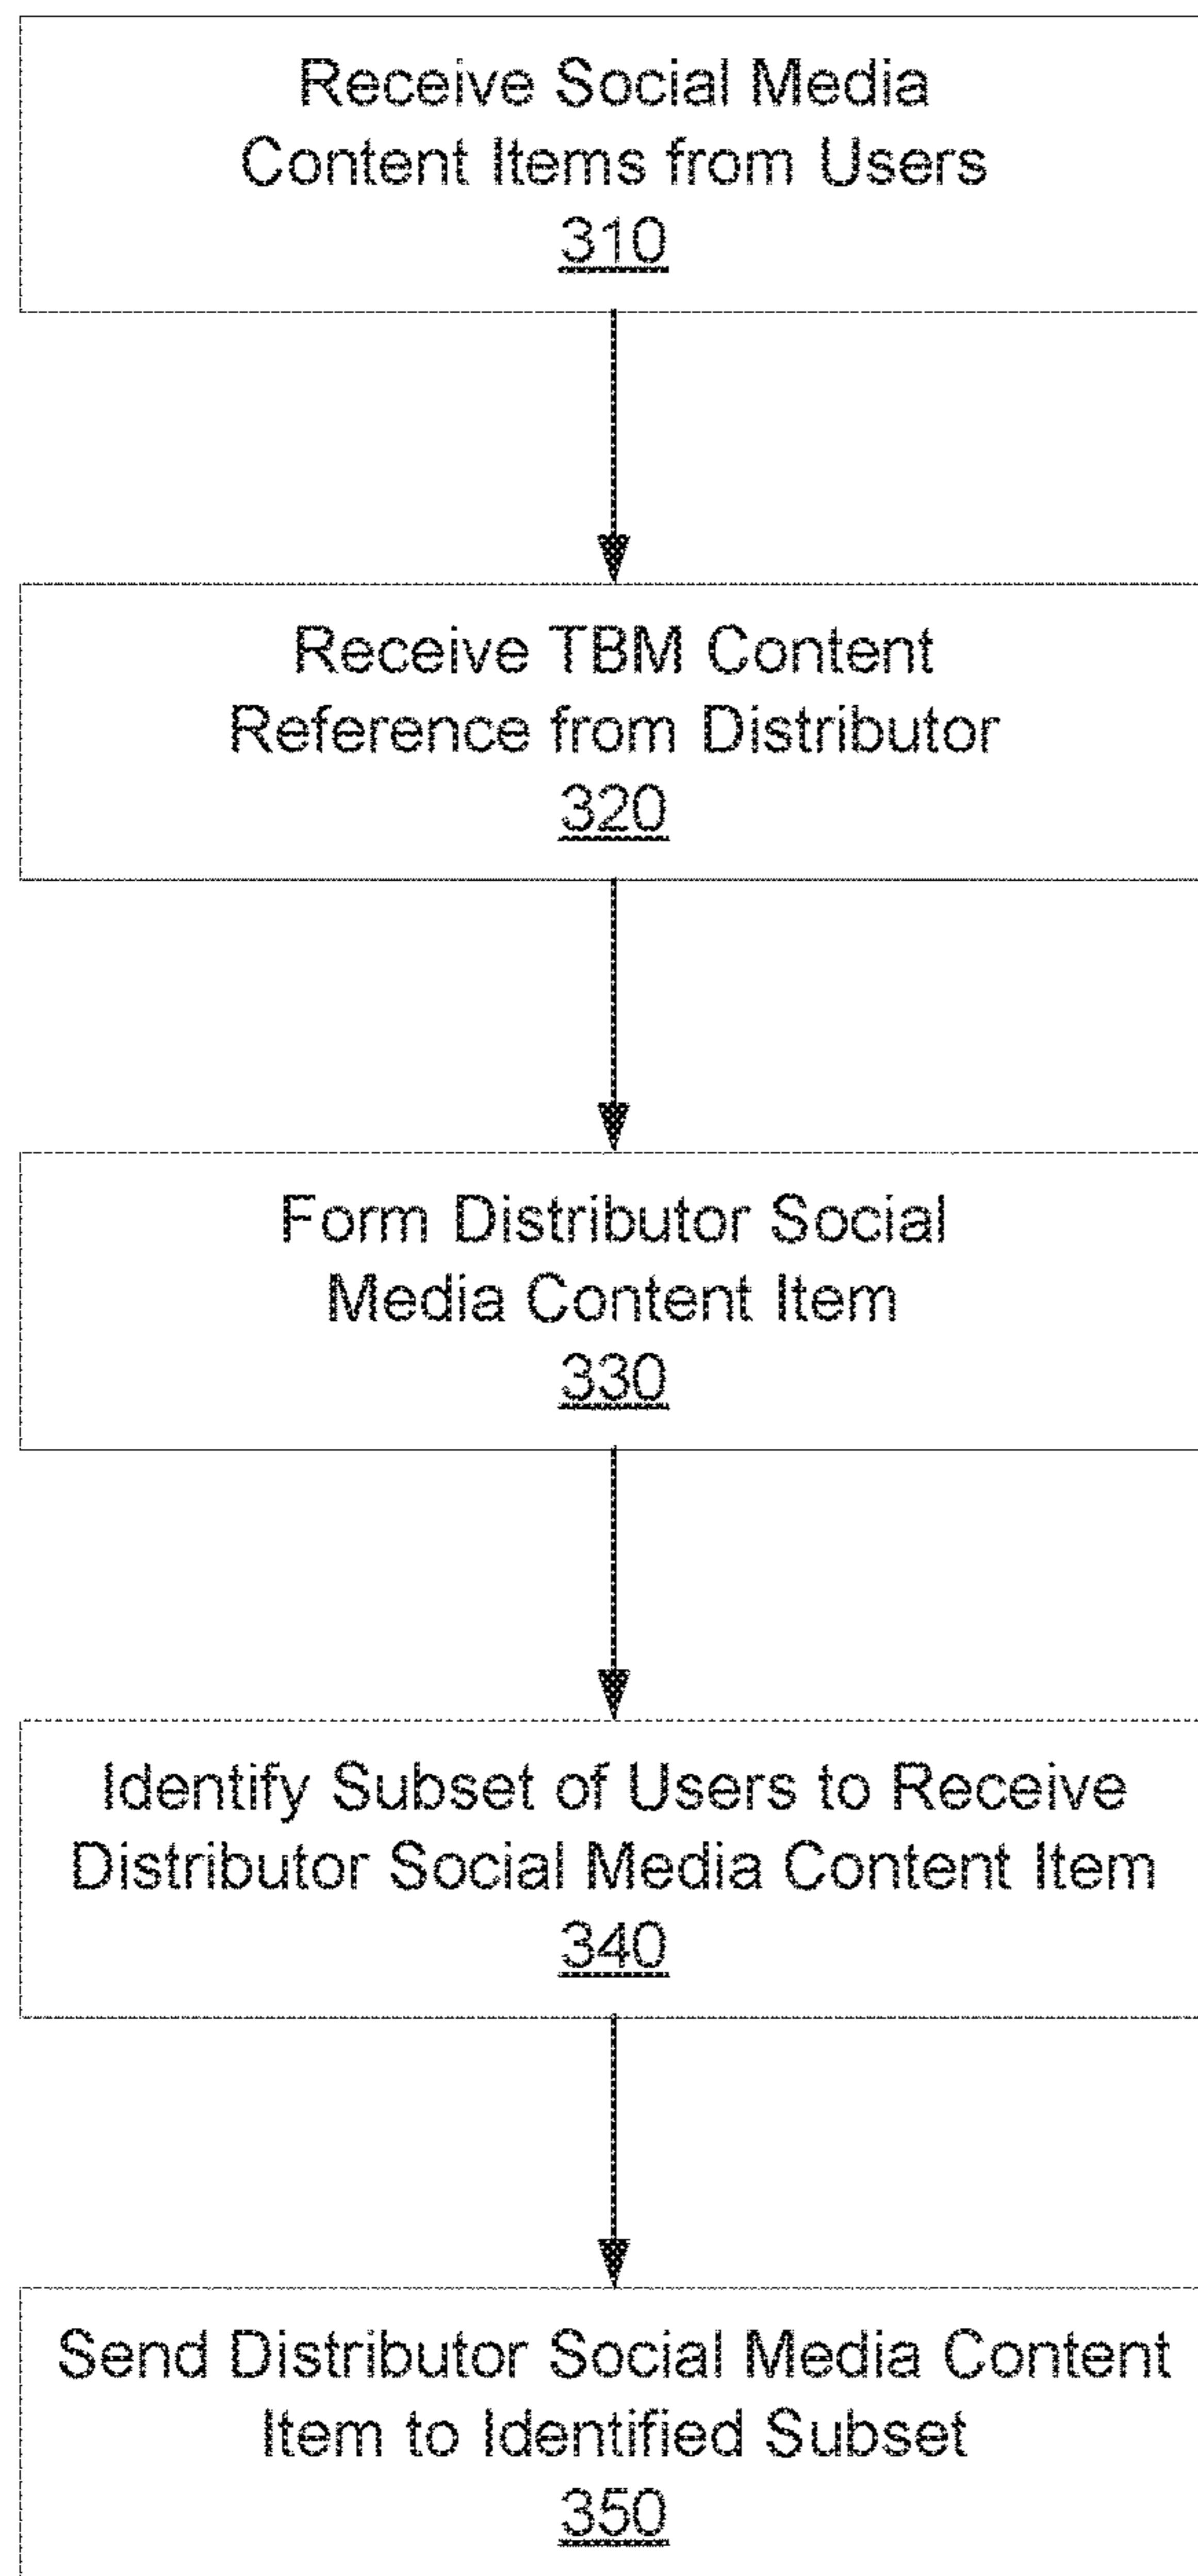 Receive Social Media
Content Items from Users
310
Receive TBM Content
Reference from Distributor
320
Form Distributor Social
Media Content Item
330
Identify Subset of Users to Receive
Distributor Social Media Content Item
340
Send Distributor Social Media Content
Item to Identified Subset
350